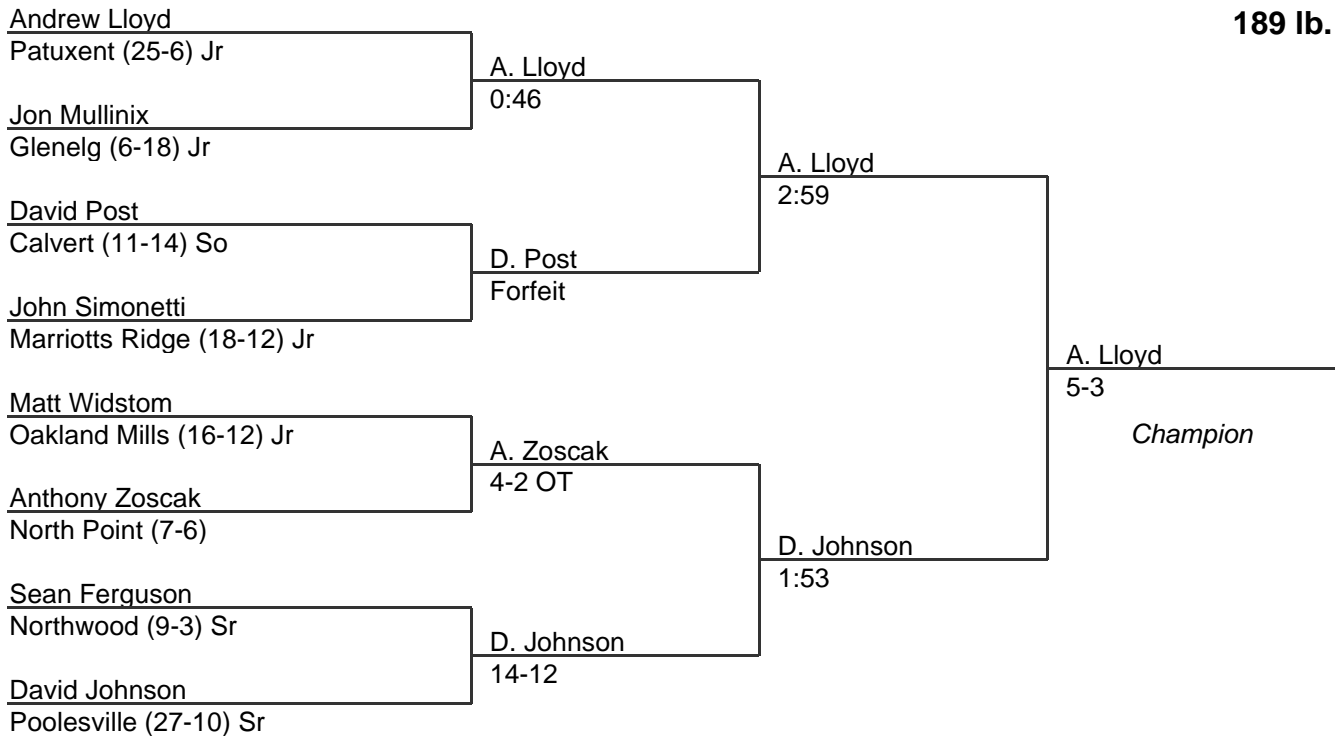 189 lb.
Andrew Lloyd
Patuxent (25-6) Jr
Jon Mullinix
Glenelg (6-18) Jr
David Post
Calvert (11-14) So
John Simonetti
Marriotts Ridge (18-12) Jr
Matt Widstom
Oakland Mills (16-12) Jr
Anthony Zoscak
North Point (7-6)
Sean Ferguson
Northwood (9-3) Sr
David Johnson
Poolesville (27-10) Sr
A. Lloyd
0:46
D. Post
Forfeit
A. Zoscak
4-2 OT
D. Johnson
14-12
A. Lloyd
2:59
D. Johnson
1:53
A. Lloyd
5-3
Champion